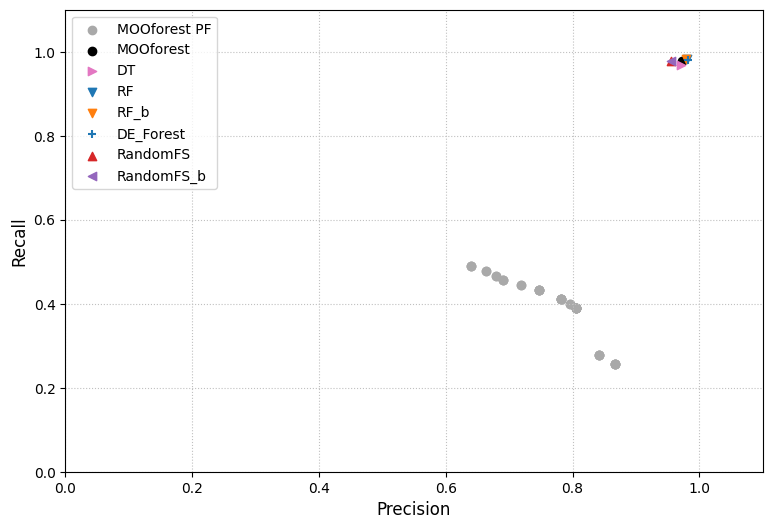 MOOforest PF
MOOforest
DT
RF
RF_b
DE_Forest
RandomFS
RandomFS_b
1.0
0.8
0.6
0.4
0.2
0.0
Recall
0.0 0.2 0.4 0.6 0.8 1.0
Precision